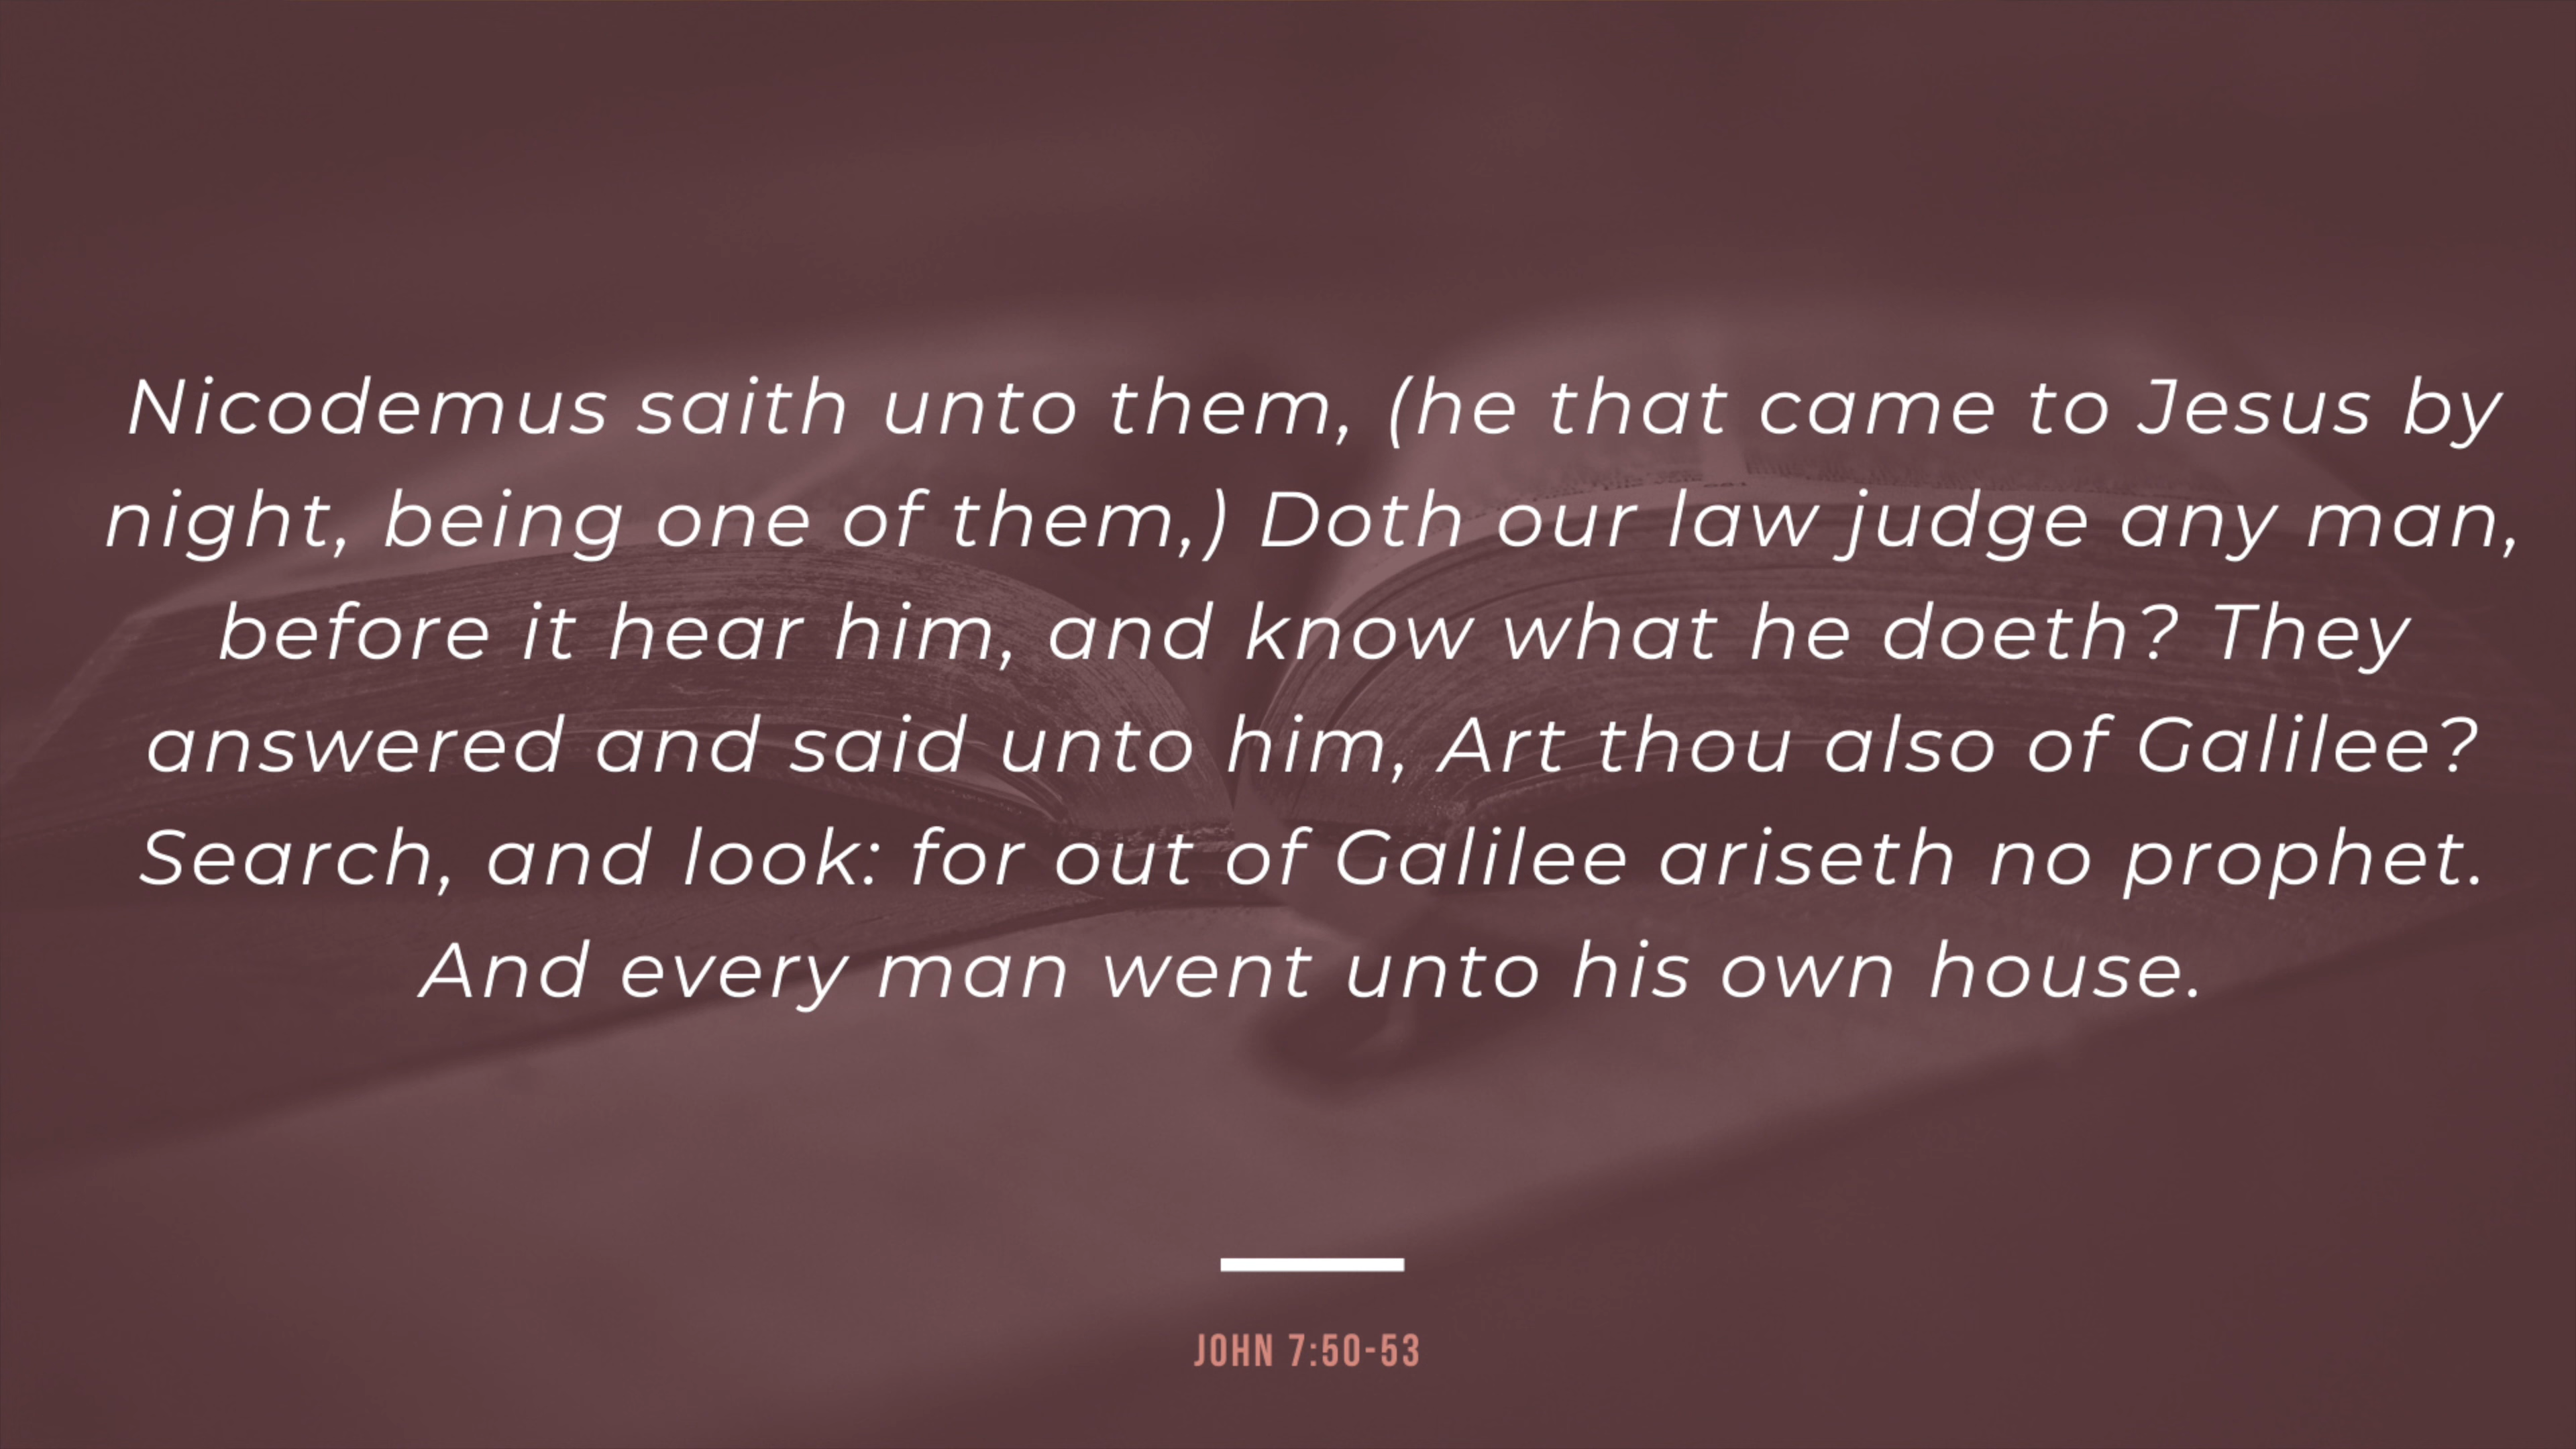 Nicodemus saith unto them, (he that came to Jesus by
night, being one of them,) Doth our law judge any man,
before it hear him, and know what he doeth? They
answered and said unto him, Art thou also of Galilee?
Search, and look: for out of Galilee ariseth no prophet.
And every man went unto his own house.
JOHN 7:50-53